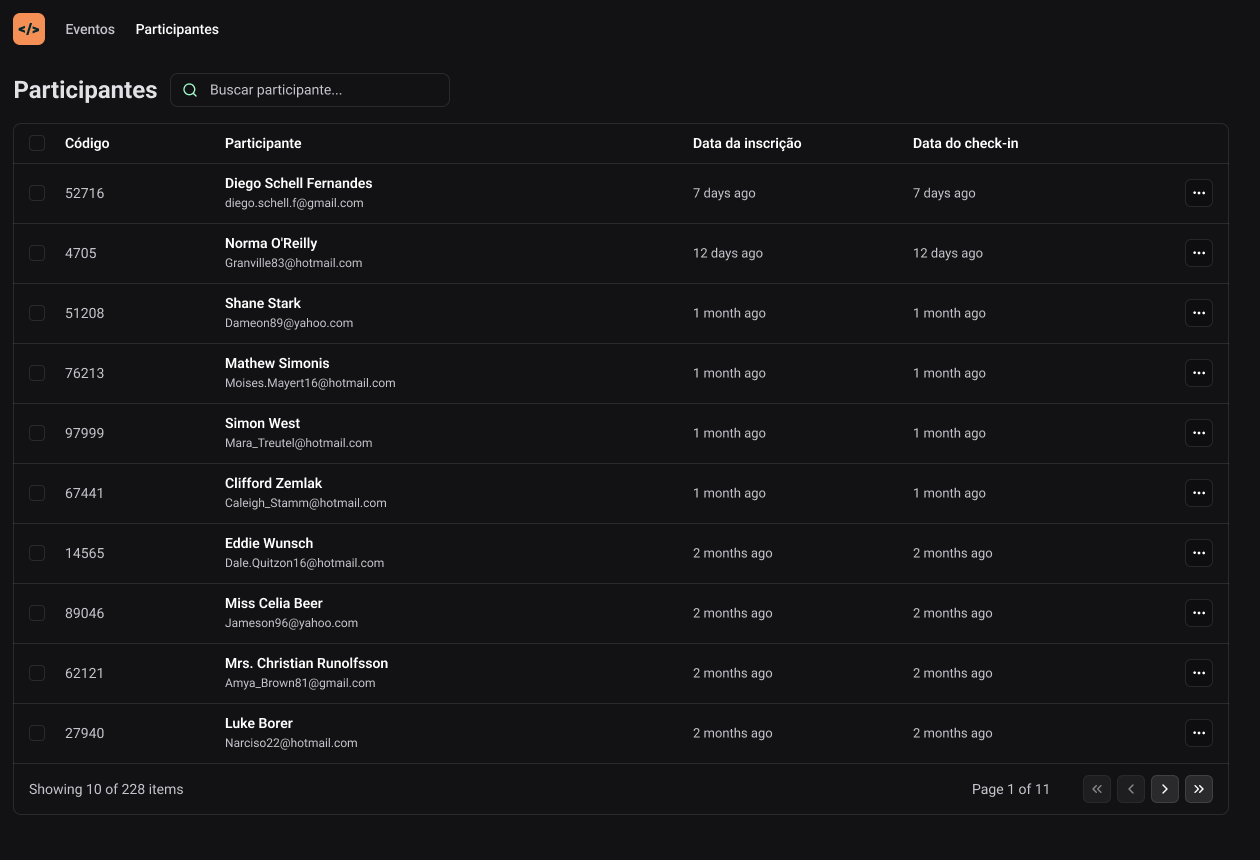 </>
Eventos
Participantes
Participantes
Buscar participante...
Código Participante Data da inscrição Data do check-in
52716 Diego Schell Fernandes 7 days ago 7 days ago
diego.schell.f@gmail.com
4705 Norma O'Reilly 12 days ago 12 days ago
Granville83@hotmail.com
51208 Shane Stark 1 month ago 1 month ago
Dameon89@yahoo.com
76213 Mathew Simonis 1 month ago 1 month ago
Moises.Mayert16@hotmail.com
97999 Simon West 1 month ago 1 month ago
Mara_Treutel@hotmail.com
67441 Clifford Zemlak 1 month ago 1 month ago
Caleigh_Stamm@hotmail.com
14565 Eddie Wunsch 2 months ago 2 months ago
Dale.Quitzon16@hotmail.com
89046 Miss Celia Beer 2 months ago 2 months ago
Jameson96@yahoo.com
62121 Mrs. Christian Runolfsson 2 months ago 2 months ago
Amya_Brown81@gmail.com
27940 Luke Borer 2 months ago 2 months ago
Narciso22@hotmail.com
Showing 10 of 228 items Page 1 of 11